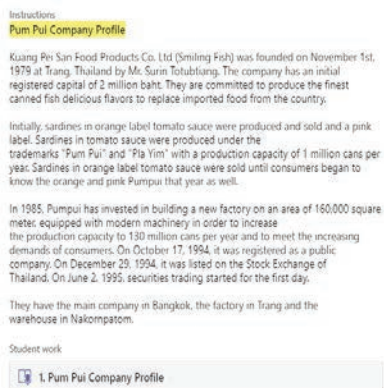 Instructions
Pum Pui Company Profile
Kuang Pei San Food Products Co. Ltd (Smiling Fish) was founded on November 1st,
1979 at Trang, Thailand by Mr. Surin Totubtiang. The company has an initial
registered capital of 2 million baht. They are committed to produce the finest
canned fish delicious flavors to replace imported food from the country.
Initially, sardines in orange label tomato sauce were produced and sold and a pink
label. Sardines in tomato sauce were produced under the
trademarks "Pum Pui" and "Pla Yim" with a production capacity of 1 million cans per
year. Sardines in orange label tomato sauce were sold until consumers began to
know the orange and pink Pumpui that year as well.
In 1985, Pumpui has invested in building a new factory on an area of 160,000 square
meter, equipped with modern machinery in order to increase
the production capacity to 130 million cans per year and to meet the increasing
demands of consumers. On October 17, 1994, it was registered as a public
company. On December 29, 1994, it was listed on the Stock Exchange of
Thailand. On June 2, 1995, securities trading started for the first day.
They have the main company in Bangkok, the factory in Trang and the
warehouse in Nakornpatom.
Student work
1. Pum Pui Company Profile